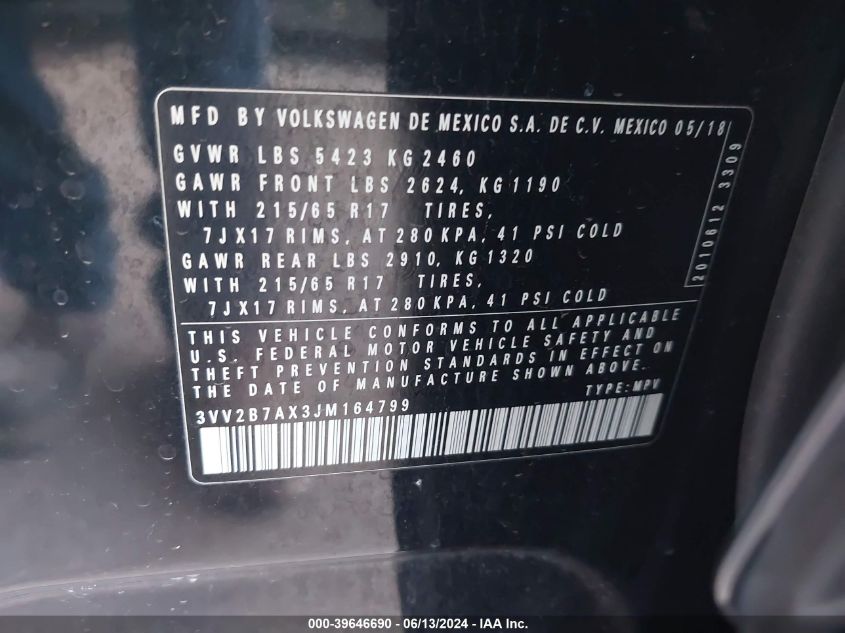 MFD BY VOLKSWAGEN DE MEXICO S.A. DE C.V. MEXICO 05/18
GVWR LBS 5423 KG 2460
GAWR FRONT LBS 2624, KG 1190
WITH 215/65 R17 TIRES,
7JX17 RIMS, AT 280 KPA, 41 PSI COLD
GAWR REAR LBS 2910, KG 1320
WITH 215/65 R17 TIRES,
7JX17 RIMS, AT 280 KPA, 41 PSI COLD
2010612 3309
THIS VEHICLE CONFORMS TO ALL APPLICABLE
U.S. FEDERAL MOTOR VEHICLE SAFETY AND
THEFT PREVENTION STANDARDS IN EFFECT ON
THE DATE OF MANUFACTURE SHOWN ABOVE.
TYPE: MPV
3VV2B7AX3JM164799
000-39646690 - 06/13/2024 - IAAI, Inc.